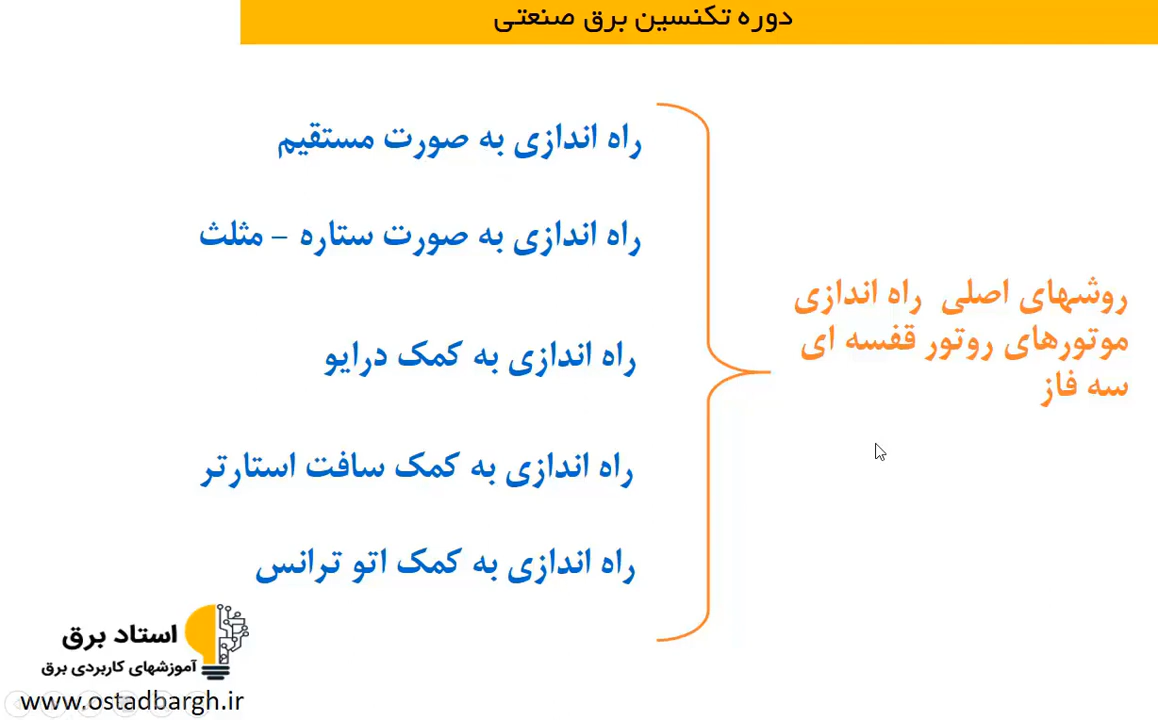 دوره تکنسین برق صنعتی
روشهای اصلی راه اندازی
موتورهای روتور قفسه ای
سه فاز
راه اندازی به صورت مستقیم
راه اندازی به صورت ستاره – مثلث
راه اندازی به کمک درایو
راه اندازی به کمک سافت استارتر
راه اندازی به کمک اتو ترانس
استاد برق
آموزشهای کاربردی برق
www.ostadbargh.ir